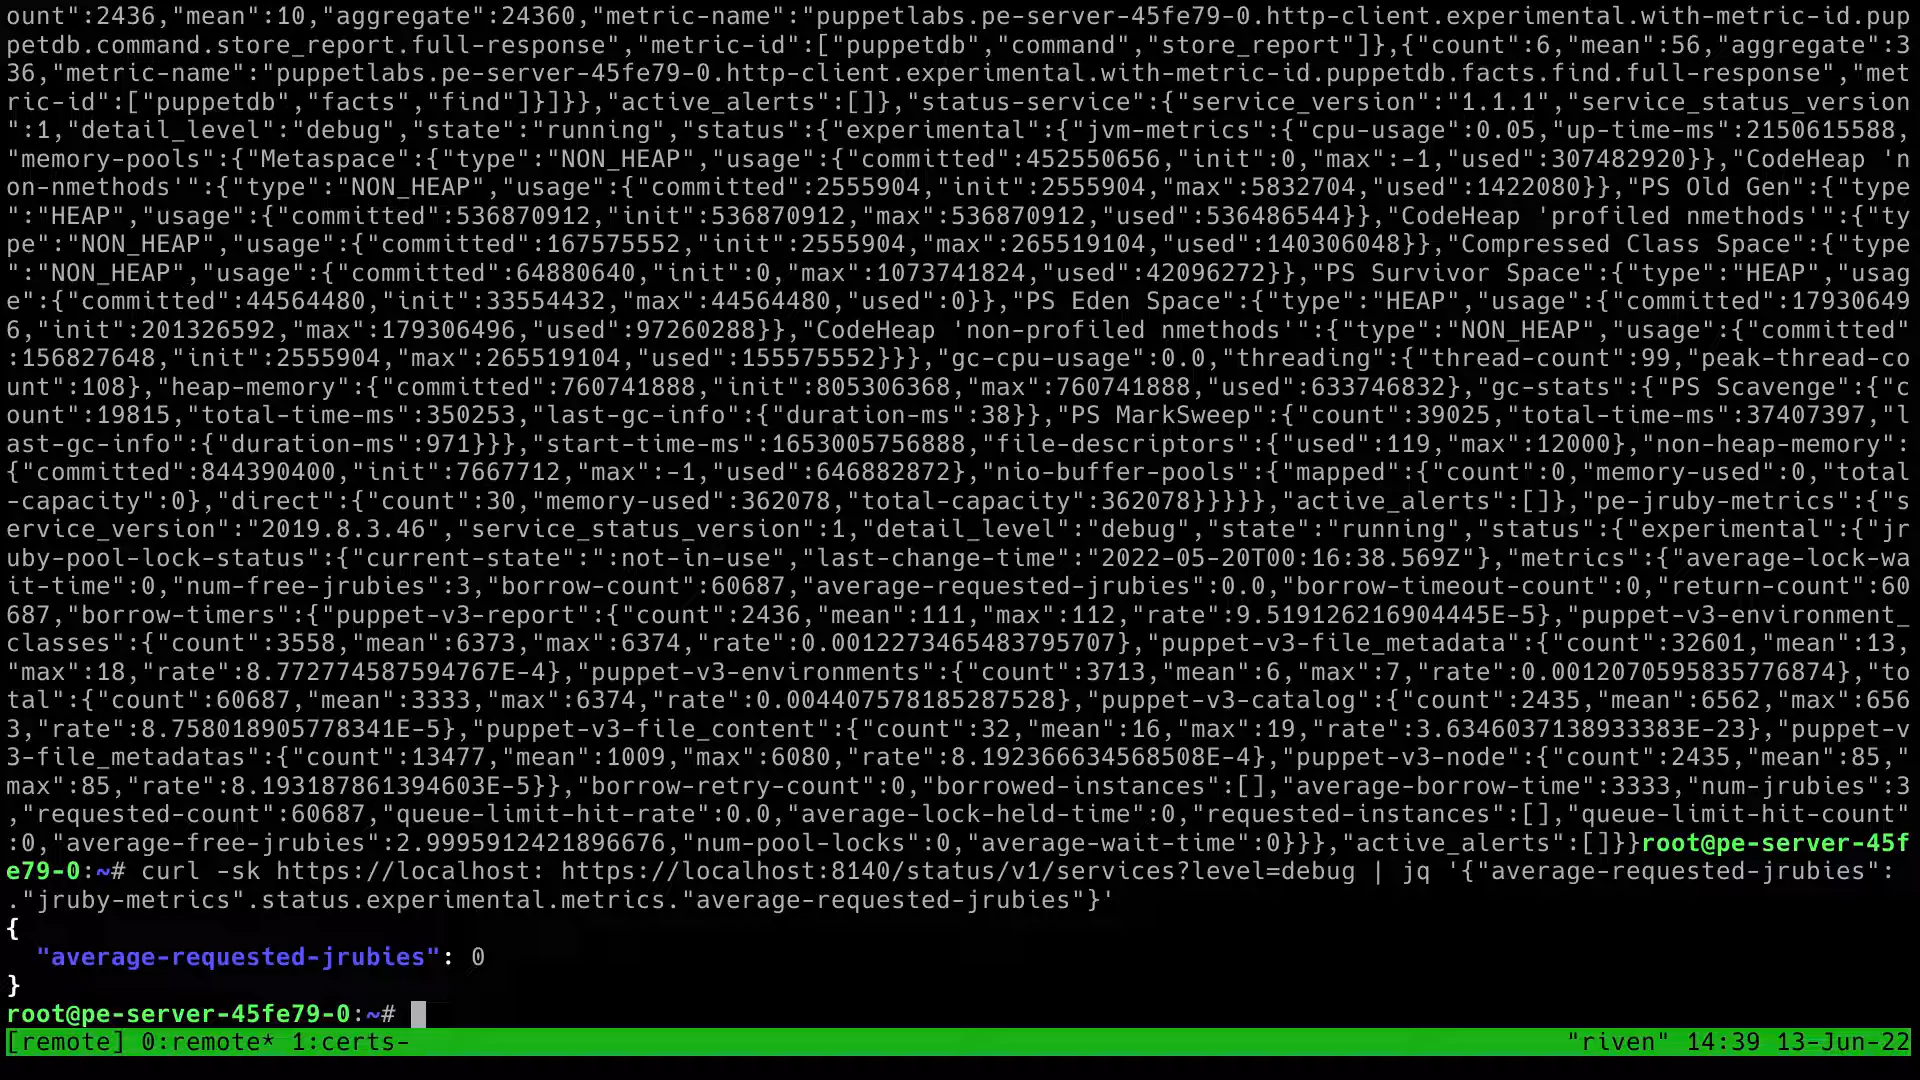 ount":2436,"mean":10,"aggregate":24360,"metric-name":"puppetlabs.pe-server-45fe79-0.http-client.experimental.with-metric-id.pup
petdb.command.store_report.full-response","metric-id":["puppetdb","command","store_report"]},{"count":6,"mean":56,"aggregate":3
36,"metric-name":"puppetlabs.pe-server-45fe79-0.http-client.experimental.with-metric-id.puppetdb.facts.find.full-response","met
ric-id":["puppetdb","facts","find"]}]}},"active_alerts":[]},"status-service":{"service_version":"1.1.1","service_status_version
":1,"detail_level":"debug","state":"running","status":{"experimental":{"jvm-metrics":{"cpu-usage":0.05,"up-time-ms":2150615588,
"memory-pools":{"Metaspace":{"type":"NON_HEAP","usage":{"committed":452550656,"init":0,"max":-1,"used":307482920}},"CodeHeap 'n
on-nmethods'":{"type":"NON_HEAP","usage":{"committed":2555904,"init":2555904,"max":5832704,"used":1422080}},"PS Old Gen":{"type
":"HEAP","usage":{"committed":536870912,"init":536870912,"max":536870912,"used":536486544}},"CodeHeap 'profiled nmethods'":{"ty
pe":"NON_HEAP","usage":{"committed":167575552,"init":2555904,"max":265519104,"used":140306048}},"Compressed Class Space":{"type
":"NON_HEAP","usage":{"committed":64880640,"init":0,"max":1073741824,"used":42096272}},"PS Survivor Space":{"type":"HEAP","usag
e":{"committed":44564480,"init":33554432,"max":44564480,"used":0}},"PS Eden Space":{"type":"HEAP","usage":{"committed":17930649
6,"init":201326592,"max":179306496,"used":97260288}},"CodeHeap 'non-profiled nmethods'":{"type":"NON_HEAP","usage":{"committed"
:156827648,"init":2555904,"max":265519104,"used":155575552}}},"gc-cpu-usage":0.0,"threading":{"thread-count":99,"peak-thread-co
unt":108},"heap-memory":{"committed":760741888,"init":805306368,"max":760741888,"used":633746832},"gc-stats":{"PS Scavenge":{"c
ount":19815,"total-time-ms":350253,"last-gc-info":{"duration-ms":38}},"PS MarkSweep":{"count":39025,"total-time-ms":37407397,"l
ast-gc-info":{"duration-ms":971}}},"start-time-ms":1653005756888,"file-descriptors":{"used":119,"max":12000},"non-heap-memory":
{"committed":844390400,"init":7667712,"max":-1,"used":646882872},"nio-buffer-pools":{"mapped":{"count":0,"memory-used":0,"total
-capacity":0},"direct":{"count":30,"memory-used":362078,"total-capacity":362078}}}}},"active_alerts":[]},"pe-jruby-metrics":{"s
ervice_version":"2019.8.3.46","service_status_version":1,"detail_level":"debug","state":"running","status":{"experimental":{"jr
uby-pool-lock-status":{"current-state":":not-in-use","last-change-time":"2022-05-20T00:16:38.569Z"},"metrics":{"average-lock-wa
it-time":0,"num-free-jrubies":3,"borrow-count":60687,"average-requested-jrubies":0.0,"borrow-timeout-count":0,"return-count":60
687,"borrow-timers":{"puppet-v3-report":{"count":2436,"mean":111,"max":112,"rate":9.519126216904445E-5},"puppet-v3-environment_
classes":{"count":3558,"mean":6373,"max":6374,"rate":0.0012273465483795707},"puppet-v3-file_metadata":{"count":32601,"mean":13,
"max":18,"rate":8.772774587594767E-4},"puppet-v3-environments":{"count":3713,"mean":6,"max":7,"rate":0.0012070595835776874},"to
tal":{"count":60687,"mean":3333,"max":6374,"rate":0.004407578185287528},"puppet-v3-catalog":{"count":2435,"mean":6562,"max":656
3,"rate":8.758018905778341E-5},"puppet-v3-file_content":{"count":32,"mean":16,"max":19,"rate":3.6346037138933383E-23},"puppet-v
3-file_metadatas":{"count":13477,"mean":1009,"max":6080,"rate":8.192366634568508E-4},"puppet-v3-node":{"count":2435,"mean":85,"
max":85,"rate":8.193187861394603E-5}},"borrow-retry-count":0,"borrowed-instances":[],"average-borrow-time":3333,"num-jrubies":3
,"requested-count":60687,"queue-limit-hit-rate":0.0,"average-lock-held-time":0,"requested-instances":[],"queue-limit-hit-count"
:0,"average-free-jrubies":2.9995912421896676,"num-pool-locks":0,"average-wait-time":0}}},"active_alerts":[]}}root@pe-server-45f
e79-0:~# curl -sk https://localhost: https://localhost:8140/status/v1/services?level=debug | jq '{"average-requested-jrubies":
."jruby-metrics".status.experimental.metrics."average-requested-jrubies"}'
{
  "average-requested-jrubies": 0
}
root@pe-server-45fe79-0:~#
[remote] 0:remote* 1:certs- "riven" 14:39 13-Jun-22